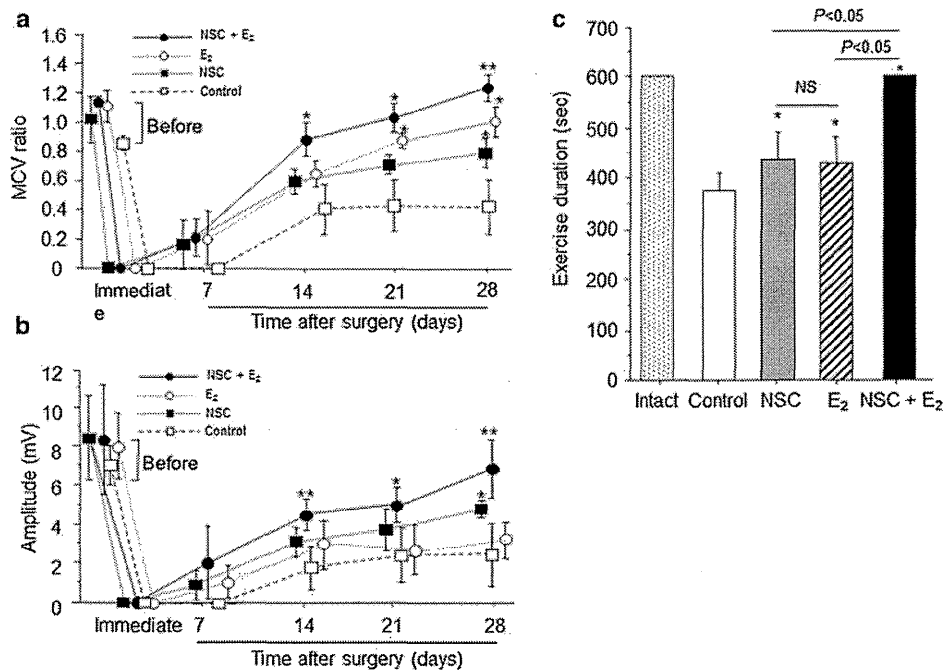 a
MCV ratio
1.6
1.4
1.2
1.0
0.8
0.6
0.4
0.2
0
NSC + E₂
E₂
NSC
Control
Before
**
*
*
*
*
*
Immediat
e
7
14
21
28
Time after surgery (days)
b
Amplitude (mV)
12
10
8
6
4
2
0
NSC + E₂
E₂
NSC
Control
Before
**
**
*
*
Immediate
7
14
21
28
Time after surgery (days)
c
Exercise duration (sec)
700
600
500
400
300
200
100
0
P<0.05
P<0.05
NS
*
*
*
Intact
Control
NSC
E₂
NSC + E₂